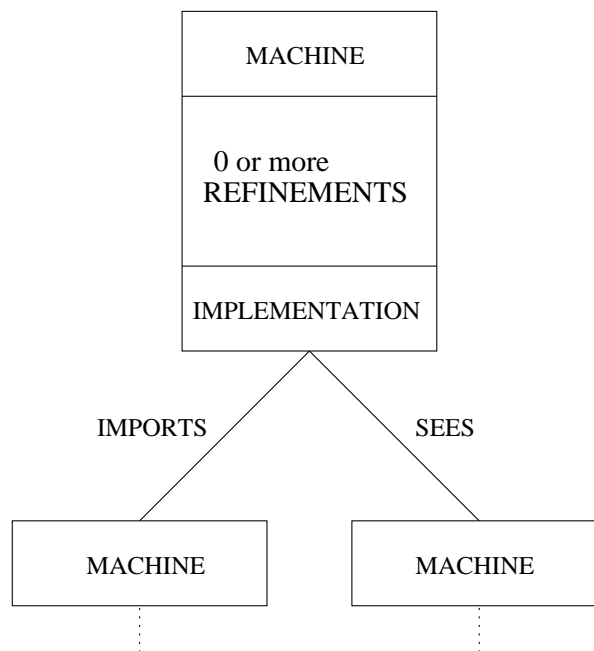 MACHINE
0 or more
REFINEMENTS
IMPLEMENTATION
IMPORTS
SEES
MACHINE
MACHINE